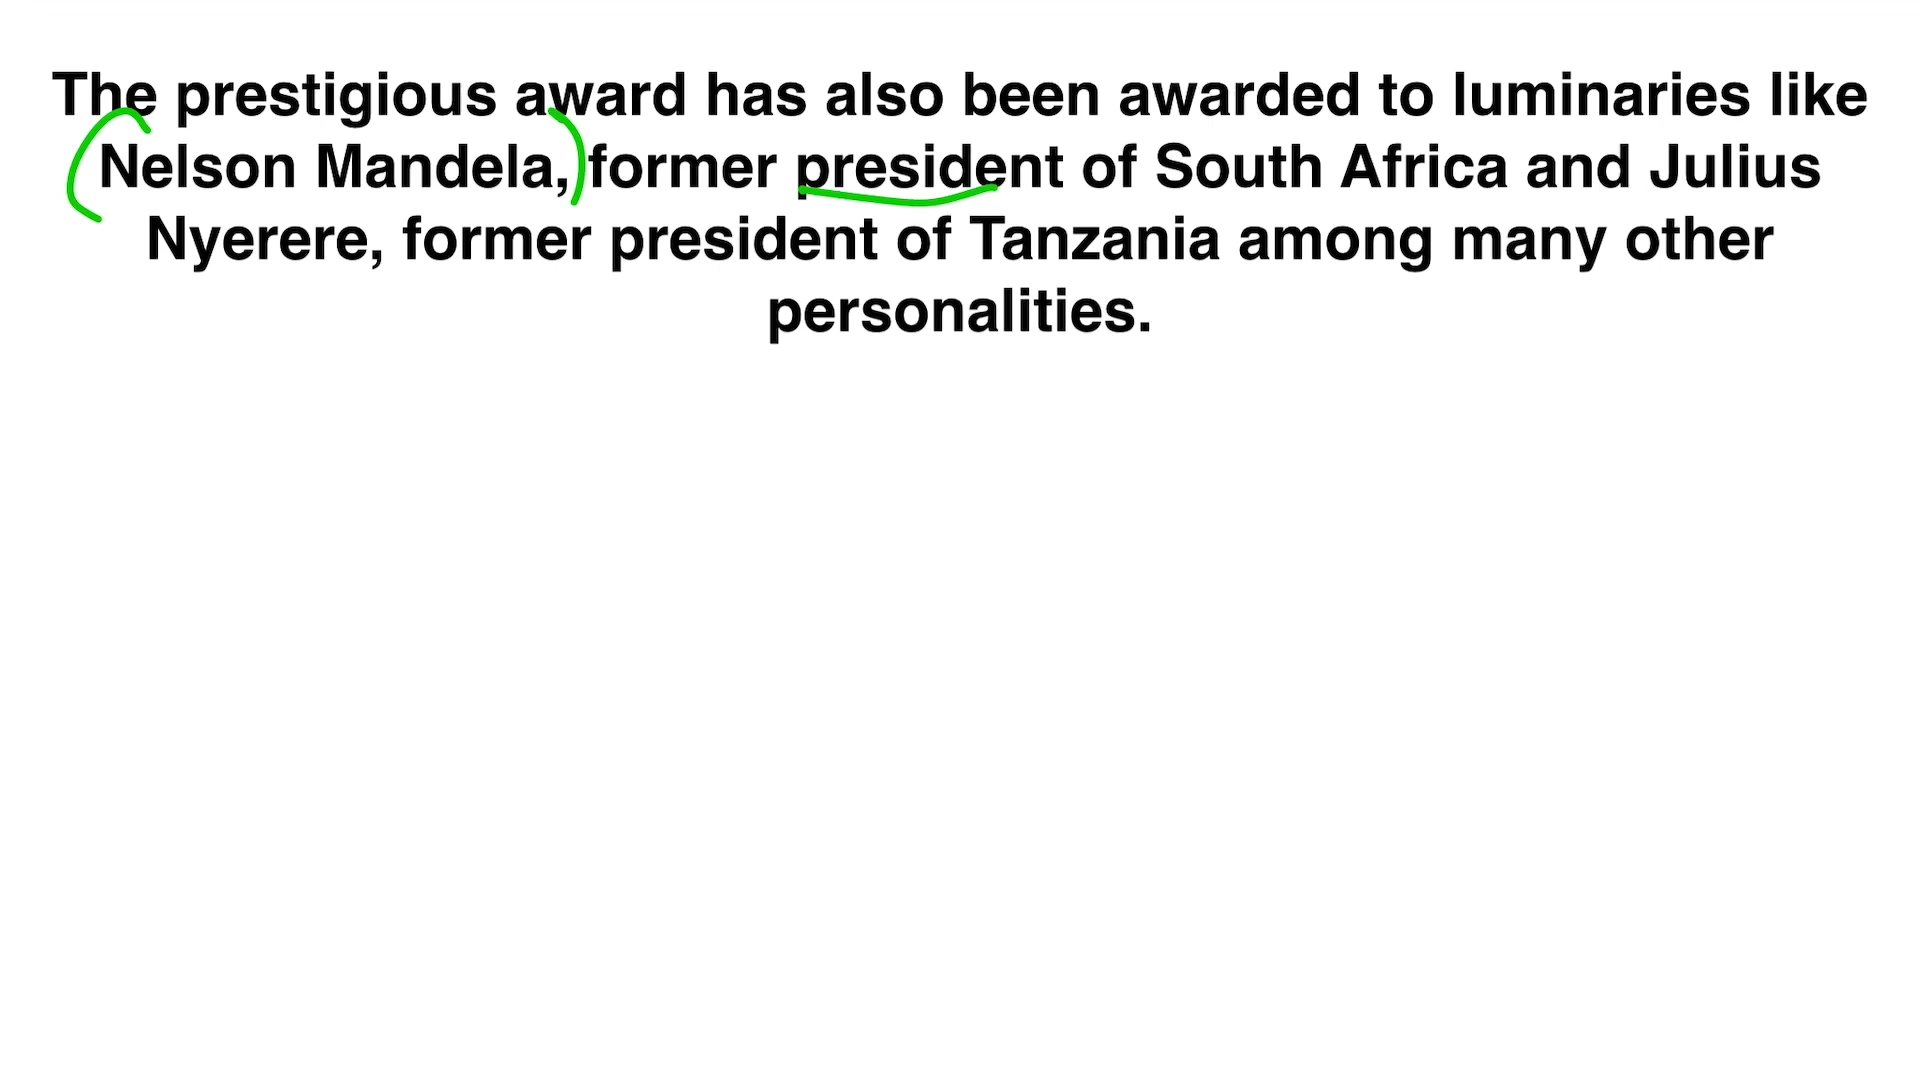 The prestigious award has also been awarded to luminaries like
Nelson Mandela, former president of South Africa and Julius
Nyerere, former president of Tanzania among many other
personalities.